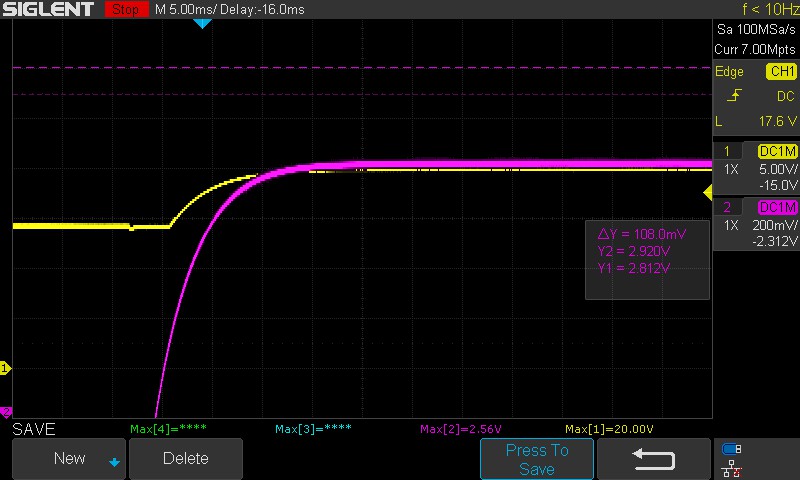 SIGLENT Stop M 5.00ms/ Delay:-16.0ms f < 10Hz
Sa 100MSa/s
Curr 7.00Mpts
Edge CH1
DC
L 17.6 V
1 DC1M
1X 5.00V/
-15.0V
2 DC1M
1X 200mV/
-2.312V
△Y = 108.0mV
Y2 = 2.920V
Y1 = 2.812V
1
2
SAVE Max[4]=**** Max[3]=**** Max[2]=2.56V Max[1]=20.00V
New Delete Press To
Save